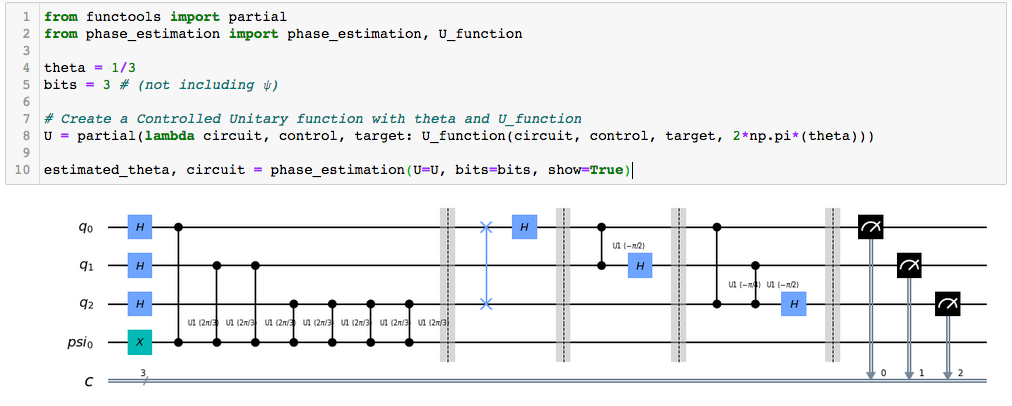 1 from functools import partial
2 from phase_estimation import phase_estimation, U_function
3
4 theta = 1/3
5 bits = 3 # (not including ψ)
6
7 # Create a Controlled Unitary function with theta and U_function
8 U = partial(lambda circuit, control, target: U_function(circuit, control, target, 2*np.pi*(theta)))
9
10 estimated_theta, circuit = phase_estimation(U=U, bits=bits, show=True)
q0 H H
U1 (−π/2)
q1 H H
U1 (−π/4) U1 (−π/2)
q2 H H
U1 (2π/3) U1 (2π/3) U1 (2π/3) U1 (2π/3) U1 (2π/3) U1 (2π/3) U1 (2π/3)
psi0 X
3 0 1 2
c